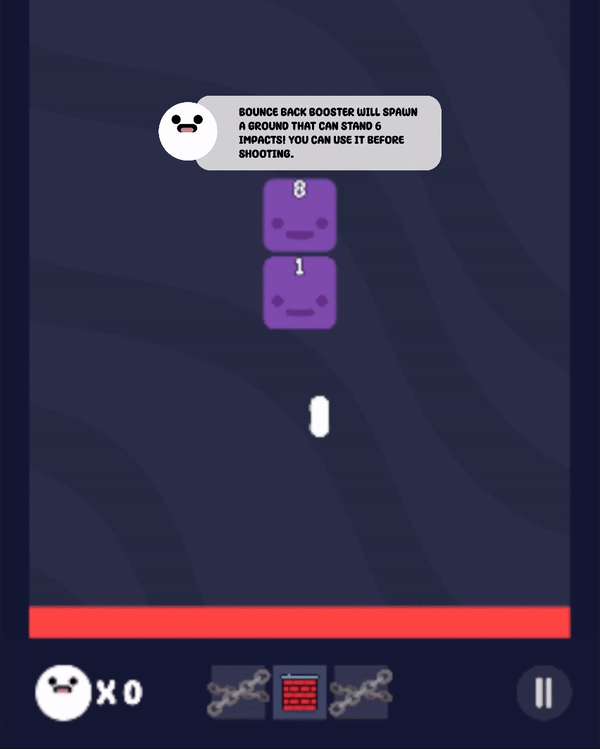 BOUNCE BACK BOOSTER WILL SPAWN
A GROUND THAT CAN STAND 6
IMPACTS! YOU CAN USE IT BEFORE
SHOOTING.
8
1
X 0